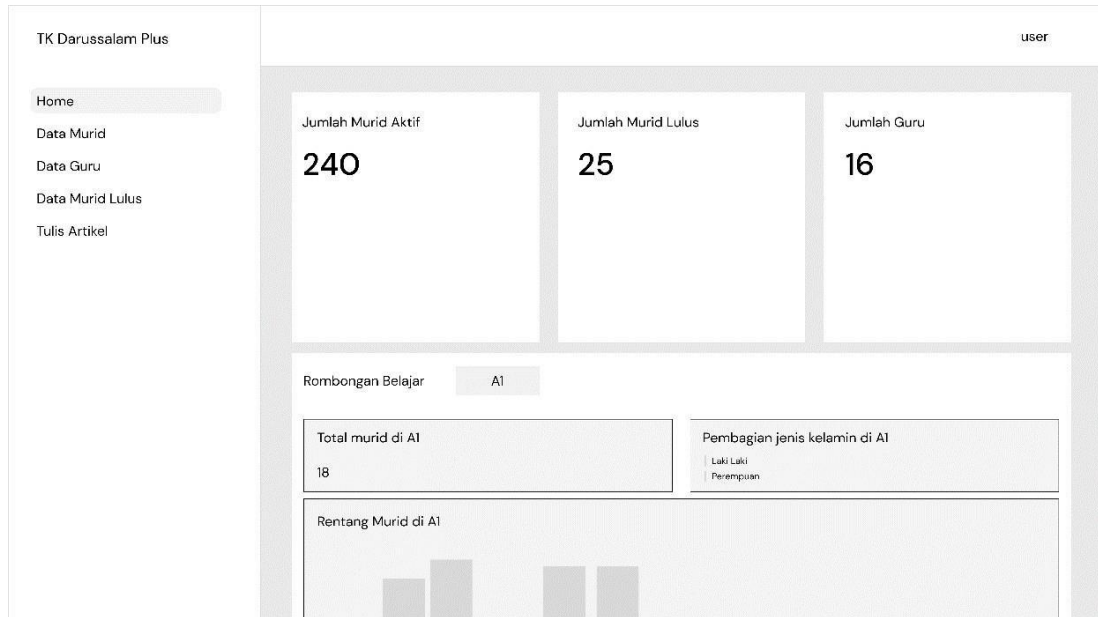 TK Darussalam Plus
user
Home
Data Murid
Data Guru
Data Murid Lulus
Tulis Artikel
Jumlah Murid Aktif
240
Jumlah Murid Lulus
25
Jumlah Guru
16
Rombongan Belajar
A1
Total murid di A1
18
Pembagian jenis kelamin di A1
Laki Laki
Perempuan
Rentang Murid di A1